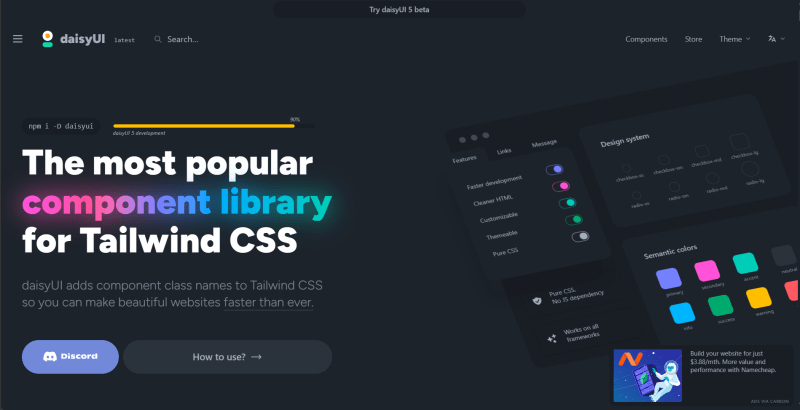 Try daisyUI 5 beta
daisyUI latest
Search...
Components
Store
Theme
npm i -D daisyui
90%
daisyUI 5 development
The most popular
component library
for Tailwind CSS
daisyUI adds component class names to Tailwind CSS
so you can make beautiful websites faster than ever.
Discord
How to use? →
Features
Links
Message
Faster development
Cleaner HTML
Customizable
Themeable
Pure CSS
Design system
checkbox-xs
checkbox-sm
checkbox-md
checkbox-lg
radio-xs
radio-sm
radio-md
radio-lg
Semantic colors
primary
secondary
accent
neutral
info
success
warning
Pure CSS.
No JS dependency
Works on all
frameworks
Build your website for just
$3.88/mth. More value and
performance with Namecheap.
ADS VIA CARBON